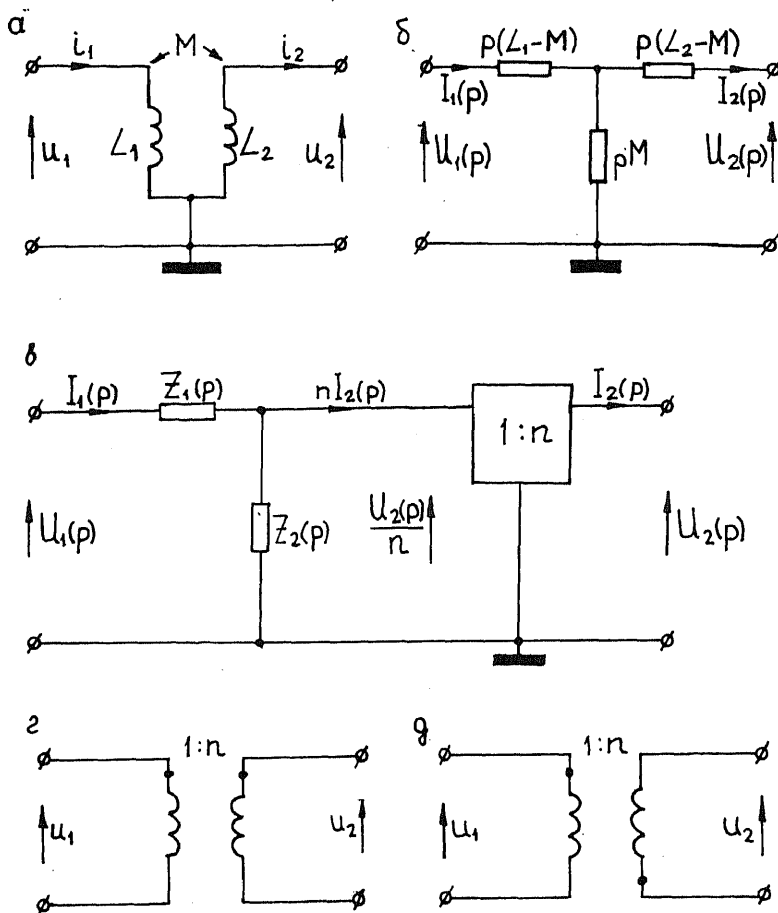 а
б
i₁ M i₂
p(L₁-M) p(L₂-M)
I₁(p) I₂(p)
u₁ L₁ L₂ u₂
U₁(p) pM U₂(p)
в
I₁(p) Z₁(p) nI₂(p) I₂(p)
1:n
U₁(p) Z₂(p) U₂(p)/n U₂(p)
г
1:n
u₁ u₂
д
1:n
u₁ u₂